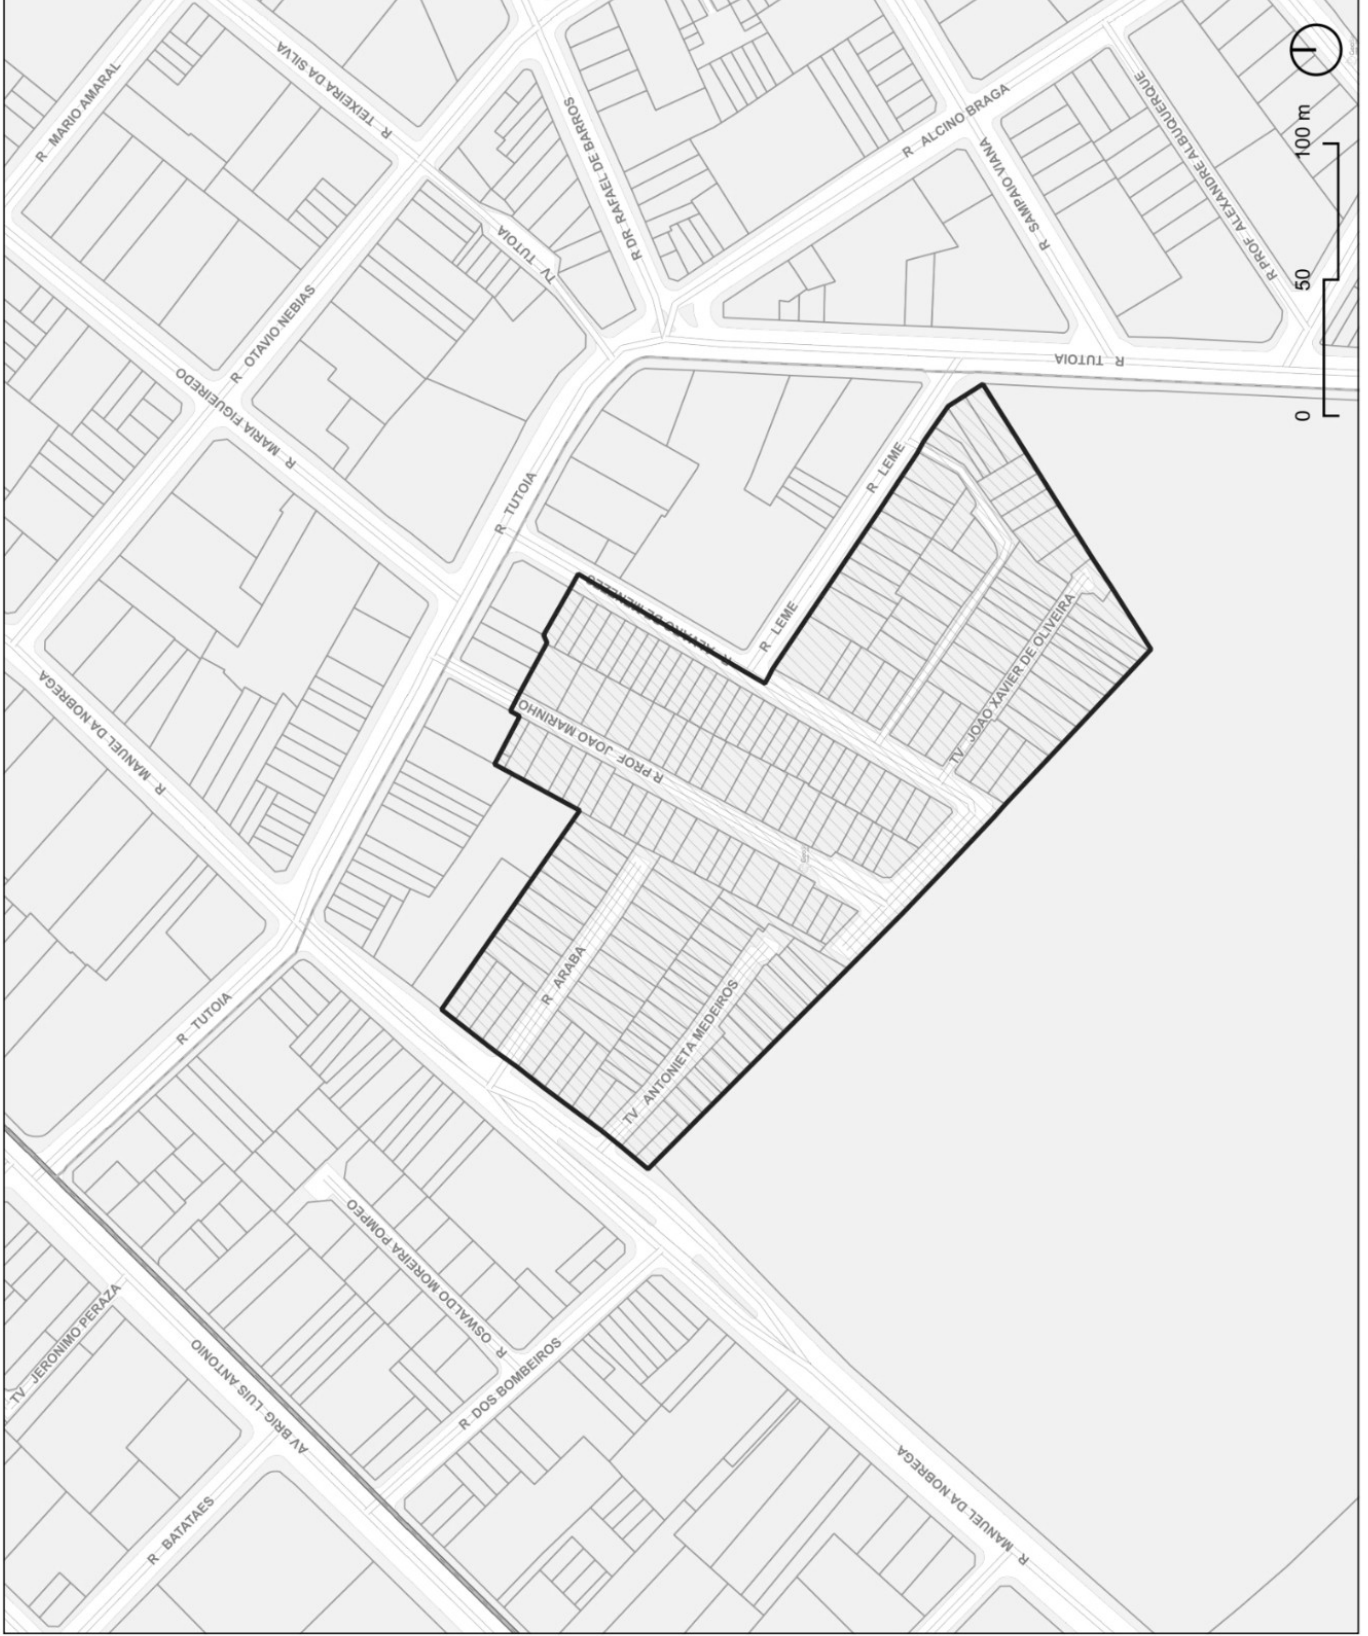 R MARIO AMARAL
R TEIXEIRA DA SILVA
R DR RAFAEL DE BARROS
R ALCINO BRAGA
R SAMPAIO VIANA
R PROF ALEXANDRE ALBUQUERQUE
100 m
50
0
TV TUTOIA
R OTAVIO NEBIAS
R MARIA FIGUEIREDO
R TUTOIA
R TUTOIA
R LEME
R LEME
R ALVARO DE MENEZES
R PROF JOAO MARINHO
TV JOAO XAVIER DE OLIVEIRA
R MANUEL DA NOBREGA
R TUTOIA
R ARABA
TV ANTONIETA MEDEIROS
R OSWALDO MOREIRA POMPEO
R DOS BOMBEIROS
TV JERONIMO PERAZA
AV BRIG LUIS ANTONIO
R BATATAES
R MANUEL DA NOBREGA